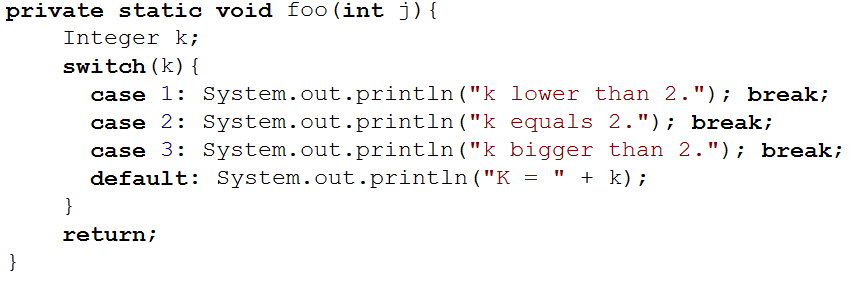 private static void foo(int j){
    Integer k;
    switch(k){
      case 1: System.out.println("k lower than 2."); break;
      case 2: System.out.println("k equals 2."); break;
      case 3: System.out.println("k bigger than 2."); break;
      default: System.out.println("K = " + k);
    }
    return;
}